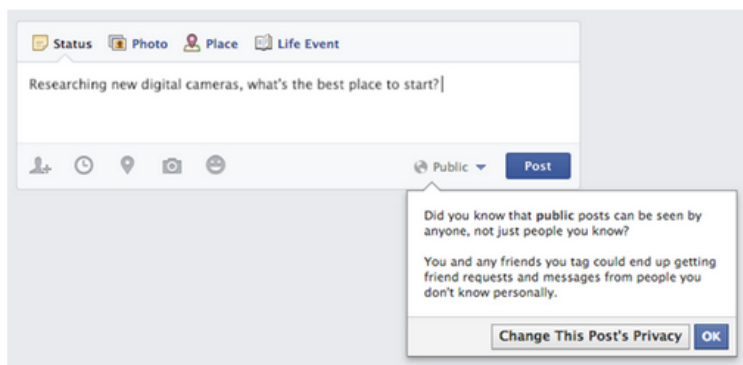 Status Photo Place Life Event
Researching new digital cameras, what's the best place to start?
Public Post
Did you know that public posts can be seen by
anyone, not just people you know?
You and any friends you tag could end up getting
friend requests and messages from people you
don't know personally.
Change This Post's Privacy OK